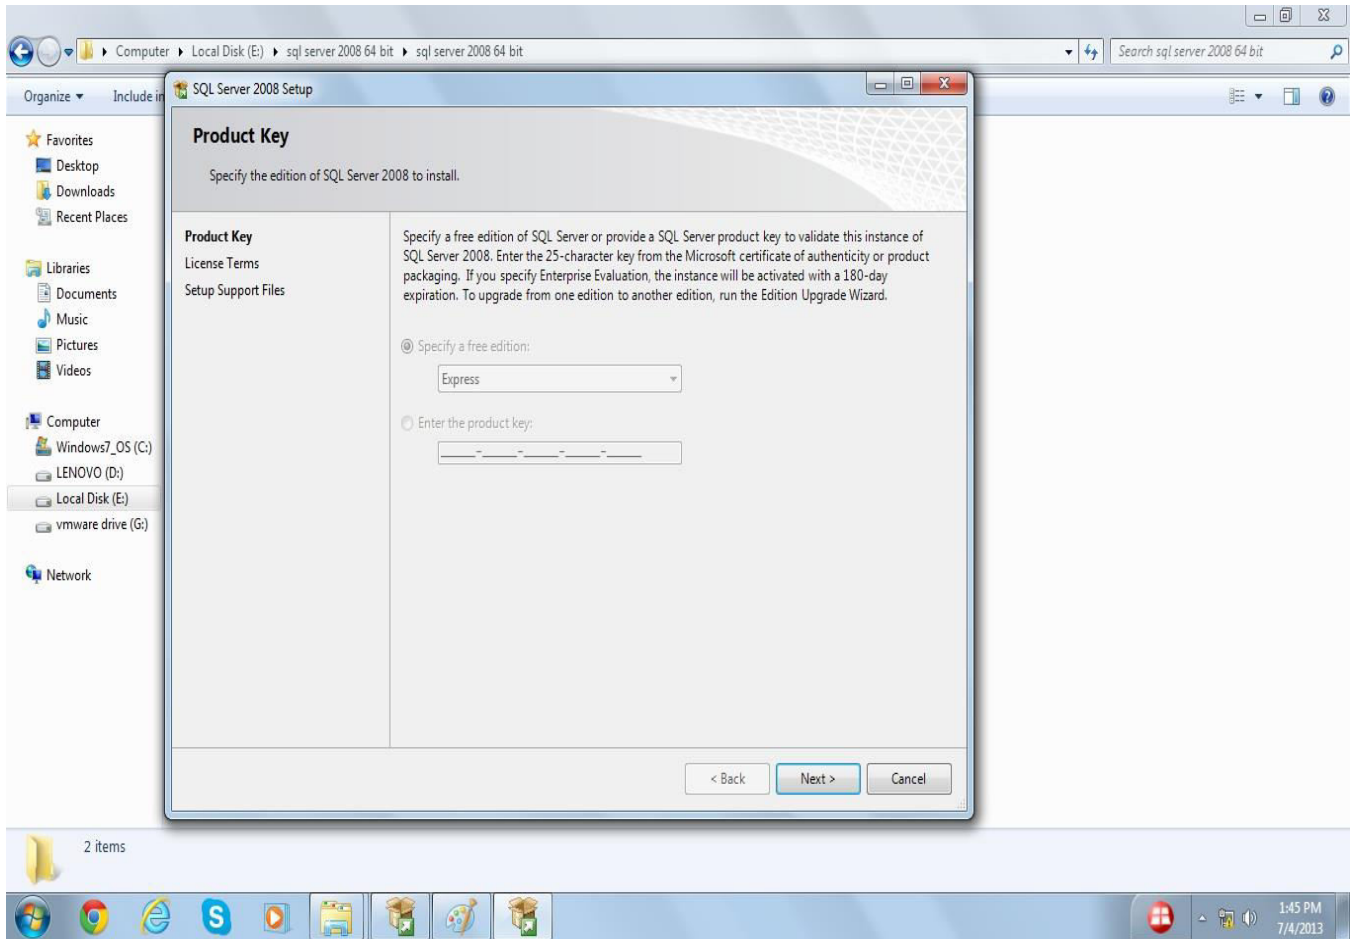 Computer Local Disk (E:) sql server 2008 64 bit sql server 2008 64 bit
Search sql server 2008 64 bit
Organize
Include in
SQL Server 2008 Setup
Product Key
Specify the edition of SQL Server 2008 to install.
Favorites
Desktop
Downloads
Recent Places
Libraries
Documents
Music
Pictures
Videos
Computer
Windows7_OS (C:)
LENOVO (D:)
Local Disk (E:)
vmware drive (G:)
Network
Product Key
License Terms
Setup Support Files
Specify a free edition of SQL Server or provide a SQL Server product key to validate this instance of
SQL Server 2008. Enter the 25-character key from the Microsoft certificate of authenticity or product
packaging. If you specify Enterprise Evaluation, the instance will be activated with a 180-day
expiration. To upgrade from one edition to another edition, run the Edition Upgrade Wizard.
Specify a free edition:
Express
Enter the product key:
_____-_____-_____-_____-_____
< Back
Next >
Cancel
2 items
1:45 PM
7/4/2013